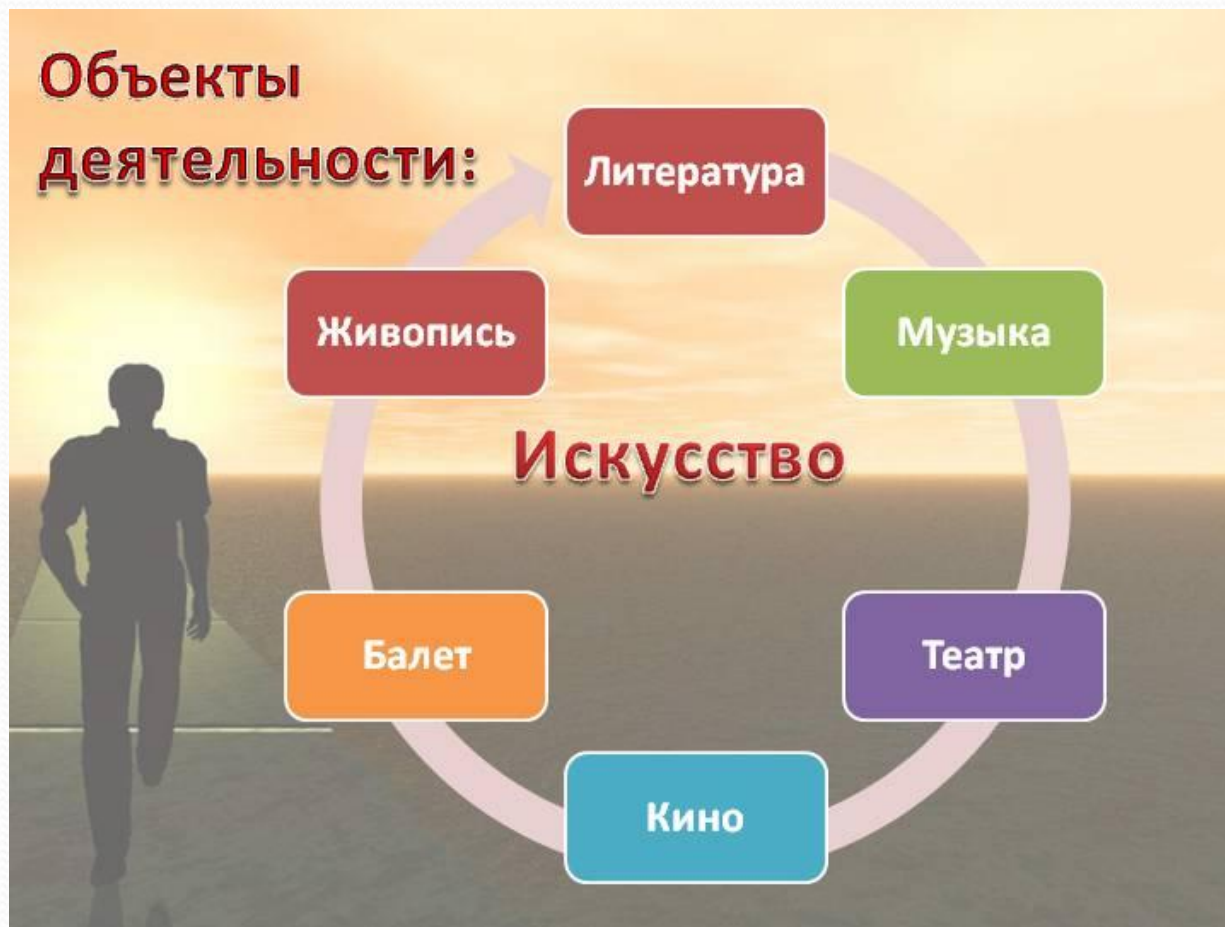 Объекты
деятельности:
Литература
Живопись
Музыка
Искусство
Балет
Театр
Кино